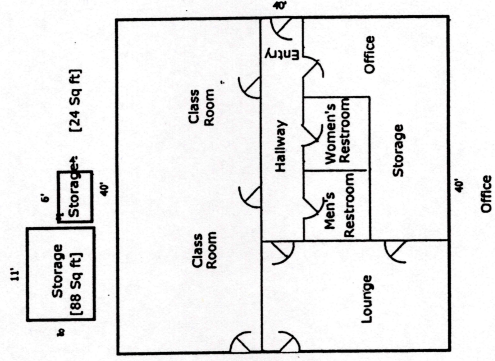 40'
Entry
Office
Class
Room
Hallway
Women's
Restroom
Storage
Men's
Restroom
Class
Room
Lounge
40'
40'
Office
[24 Sq ft]
6'
Storage
11'
Storage
[88 Sq ft]